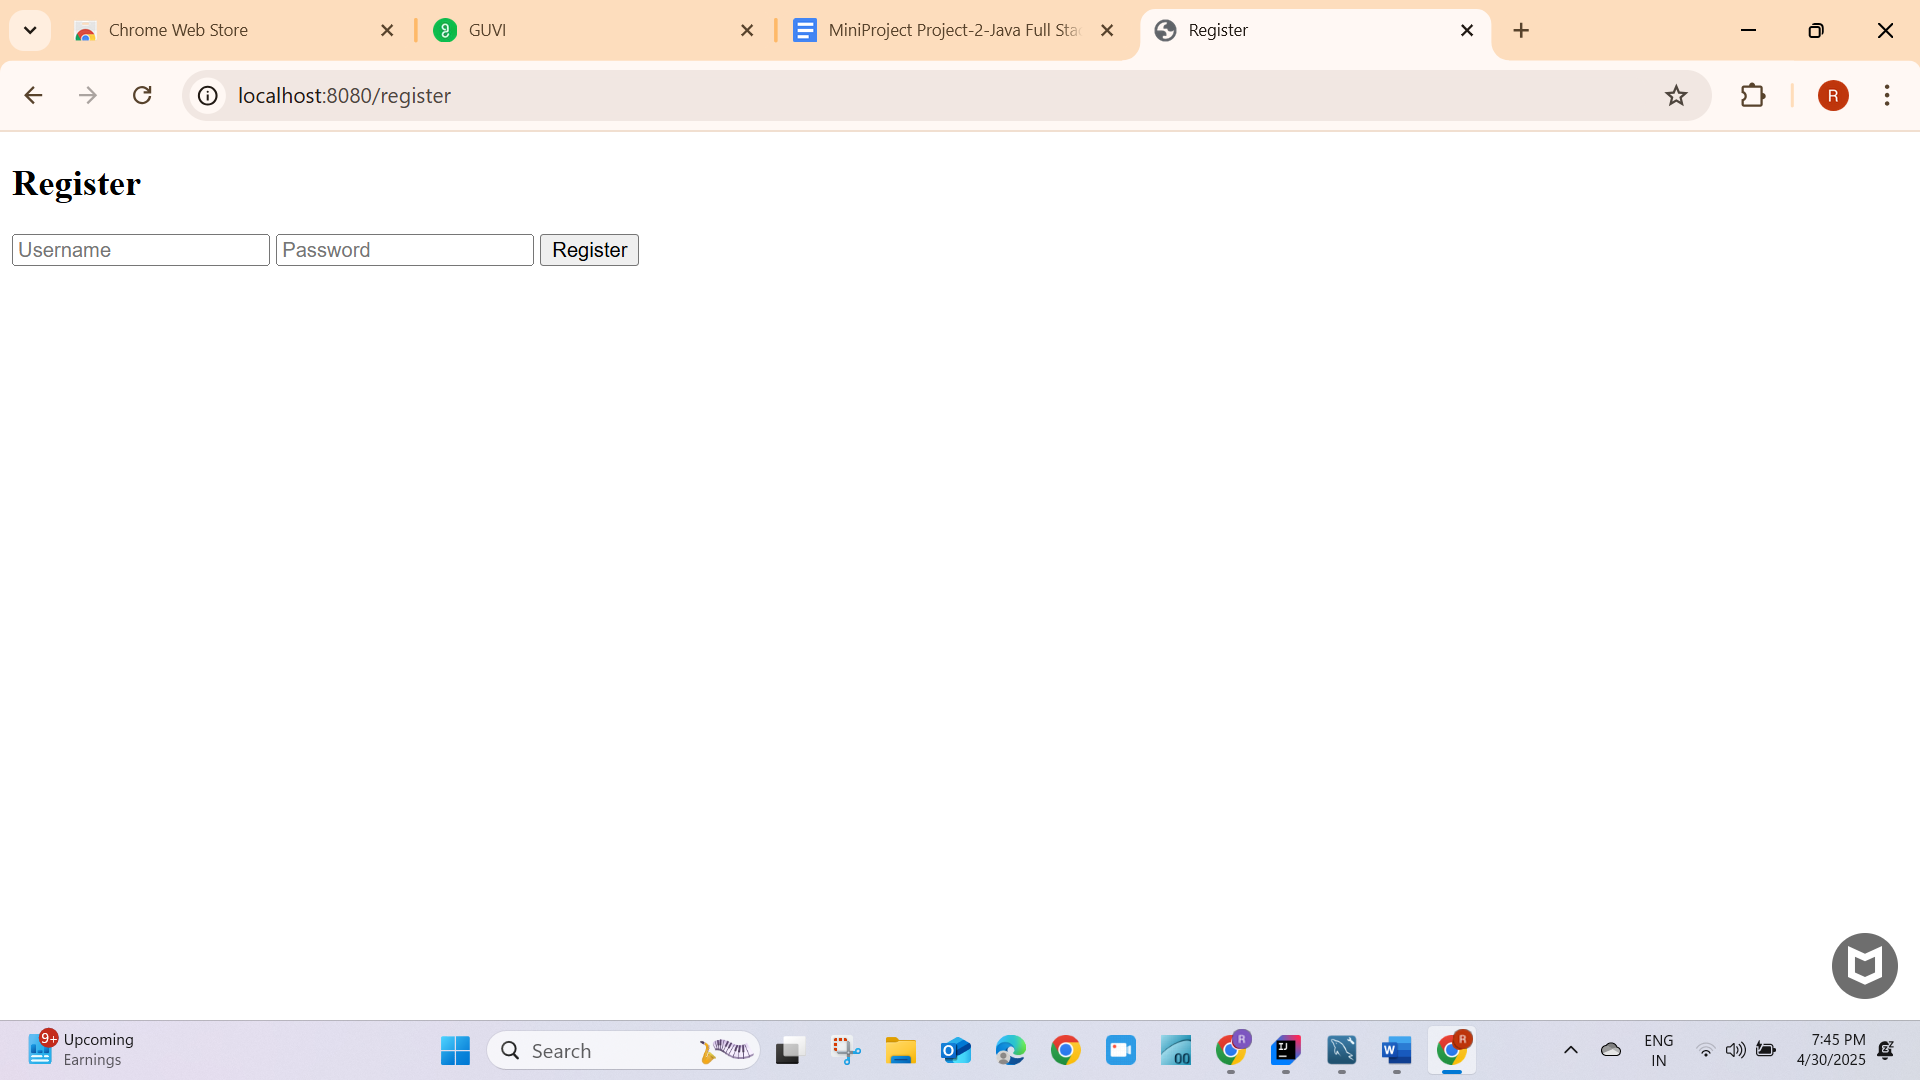 Chrome Web Store
GUVI
MiniProject Project-2-Java Full Sta
Register
localhost:8080/register
R
Register
Username
Password
Register
9+
Upcoming
Earnings
Search
R
R
ENG
IN
7:45 PM
4/30/2025